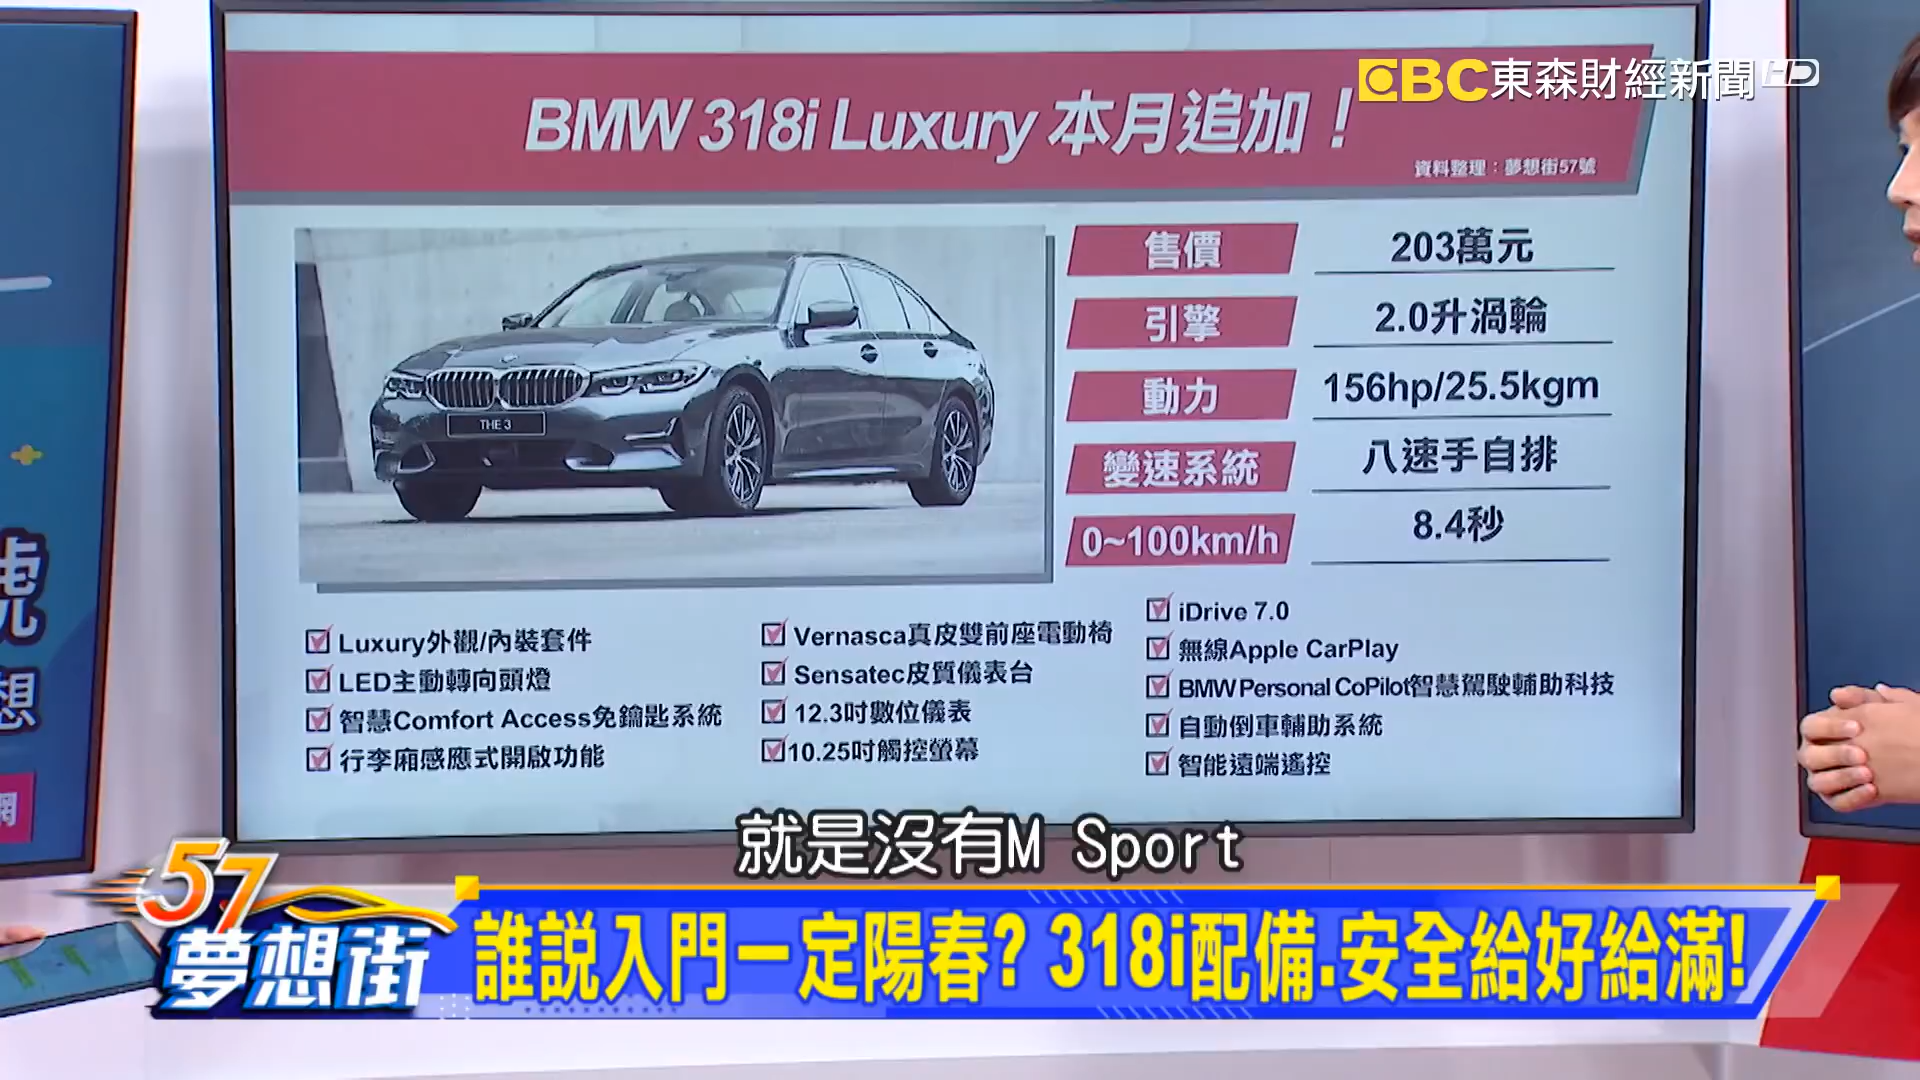 EBC東森財經新聞HD
BMW 318i Luxury 本月追加！
資料整理：夢想街57號
售價 203萬元
引擎 2.0升渦輪
動力 156hp/25.5kgm
變速系統 八速手自排
0~100km/h 8.4秒
THE 3
Luxury外觀/內裝套件
LED主動轉向頭燈
智慧Comfort Access免鑰匙系統
行李廂感應式開啟功能
Vernasca真皮雙前座電動椅
Sensatec皮質儀表台
12.3吋數位儀表
10.25吋觸控螢幕
iDrive 7.0
無線Apple CarPlay
BMW Personal CoPilot智慧駕駛輔助科技
自動倒車輔助系統
智能遠端遙控
號
想
網
就是沒有M Sport
57
夢想街
誰說入門一定陽春? 318i配備.安全給好給滿!